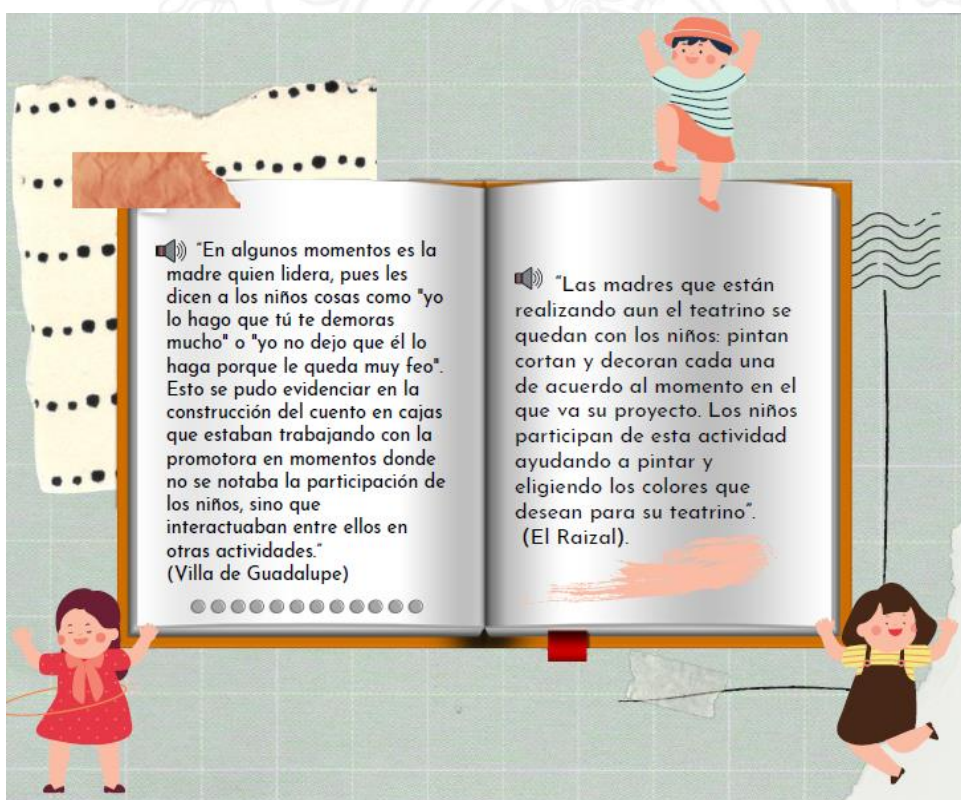 “En algunos momentos es la
madre quien lidera, pues les
dicen a los niños cosas como "yo
lo hago que tú te demoras
mucho" o "yo no dejo que él lo
haga porque le queda muy feo".
Esto se pudo evidenciar en la
construcción del cuento en cajas
que estaban trabajando con la
promotora en momentos donde
no se notaba la participación de
los niños, sino que
interactuaban entre ellos en
otras actividades.”
(Villa de Guadalupe)
“Las madres que están
realizando aun el teatrino se
quedan con los niños: pintan
cortan y decoran cada una
de acuerdo al momento en el
que va su proyecto. Los niños
participan de esta actividad
ayudando a pintar y
eligiendo los colores que
desean para su teatrino”.
(El Raizal).